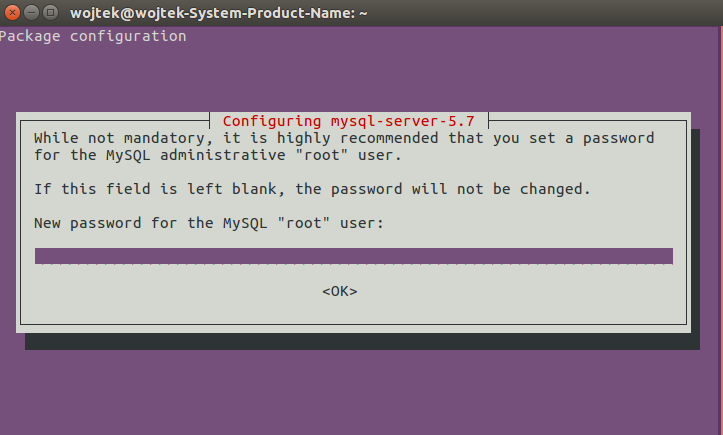 wojtek@wojtek-System-Product-Name: ~
Package configuration
Configuring mysql-server-5.7
While not mandatory, it is highly recommended that you set a password
for the MySQL administrative "root" user.
If this field is left blank, the password will not be changed.
New password for the MySQL "root" user:
<OK>